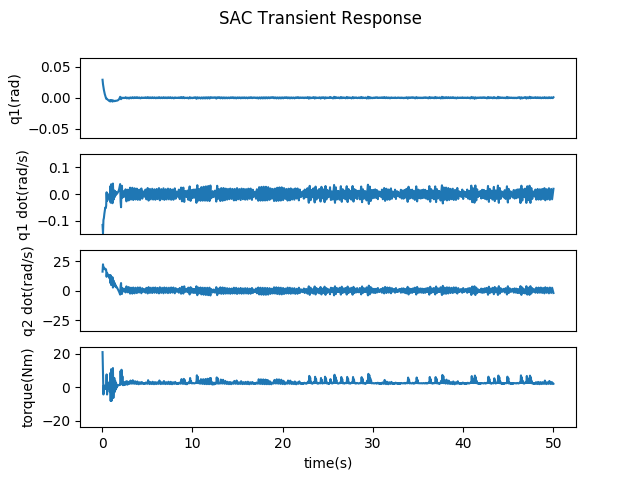 SAC Transient Response
q1(rad)
0.05
0.00
−0.05
q1 dot(rad/s)
0.1
0.0
−0.1
q2 dot(rad/s)
25
0
−25
torque(Nm)
20
0
−20
0 10 20 30 40 50
time(s)